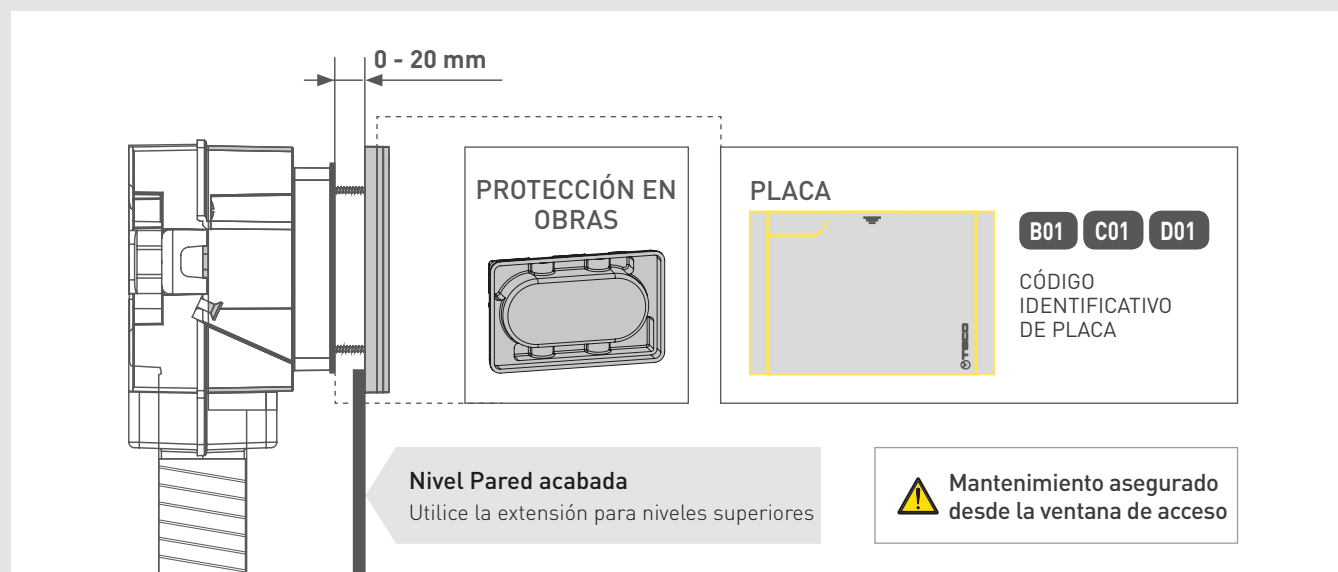 0 - 20 mm
PROTECCIÓN EN
OBRAS
PLACA
B01 C01 D01
CÓDIGO
IDENTIFICATIVO
DE PLACA
TECO
Nivel Pared acabada
Utilice la extensión para niveles superiores
Mantenimiento asegurado
desde la ventana de acceso